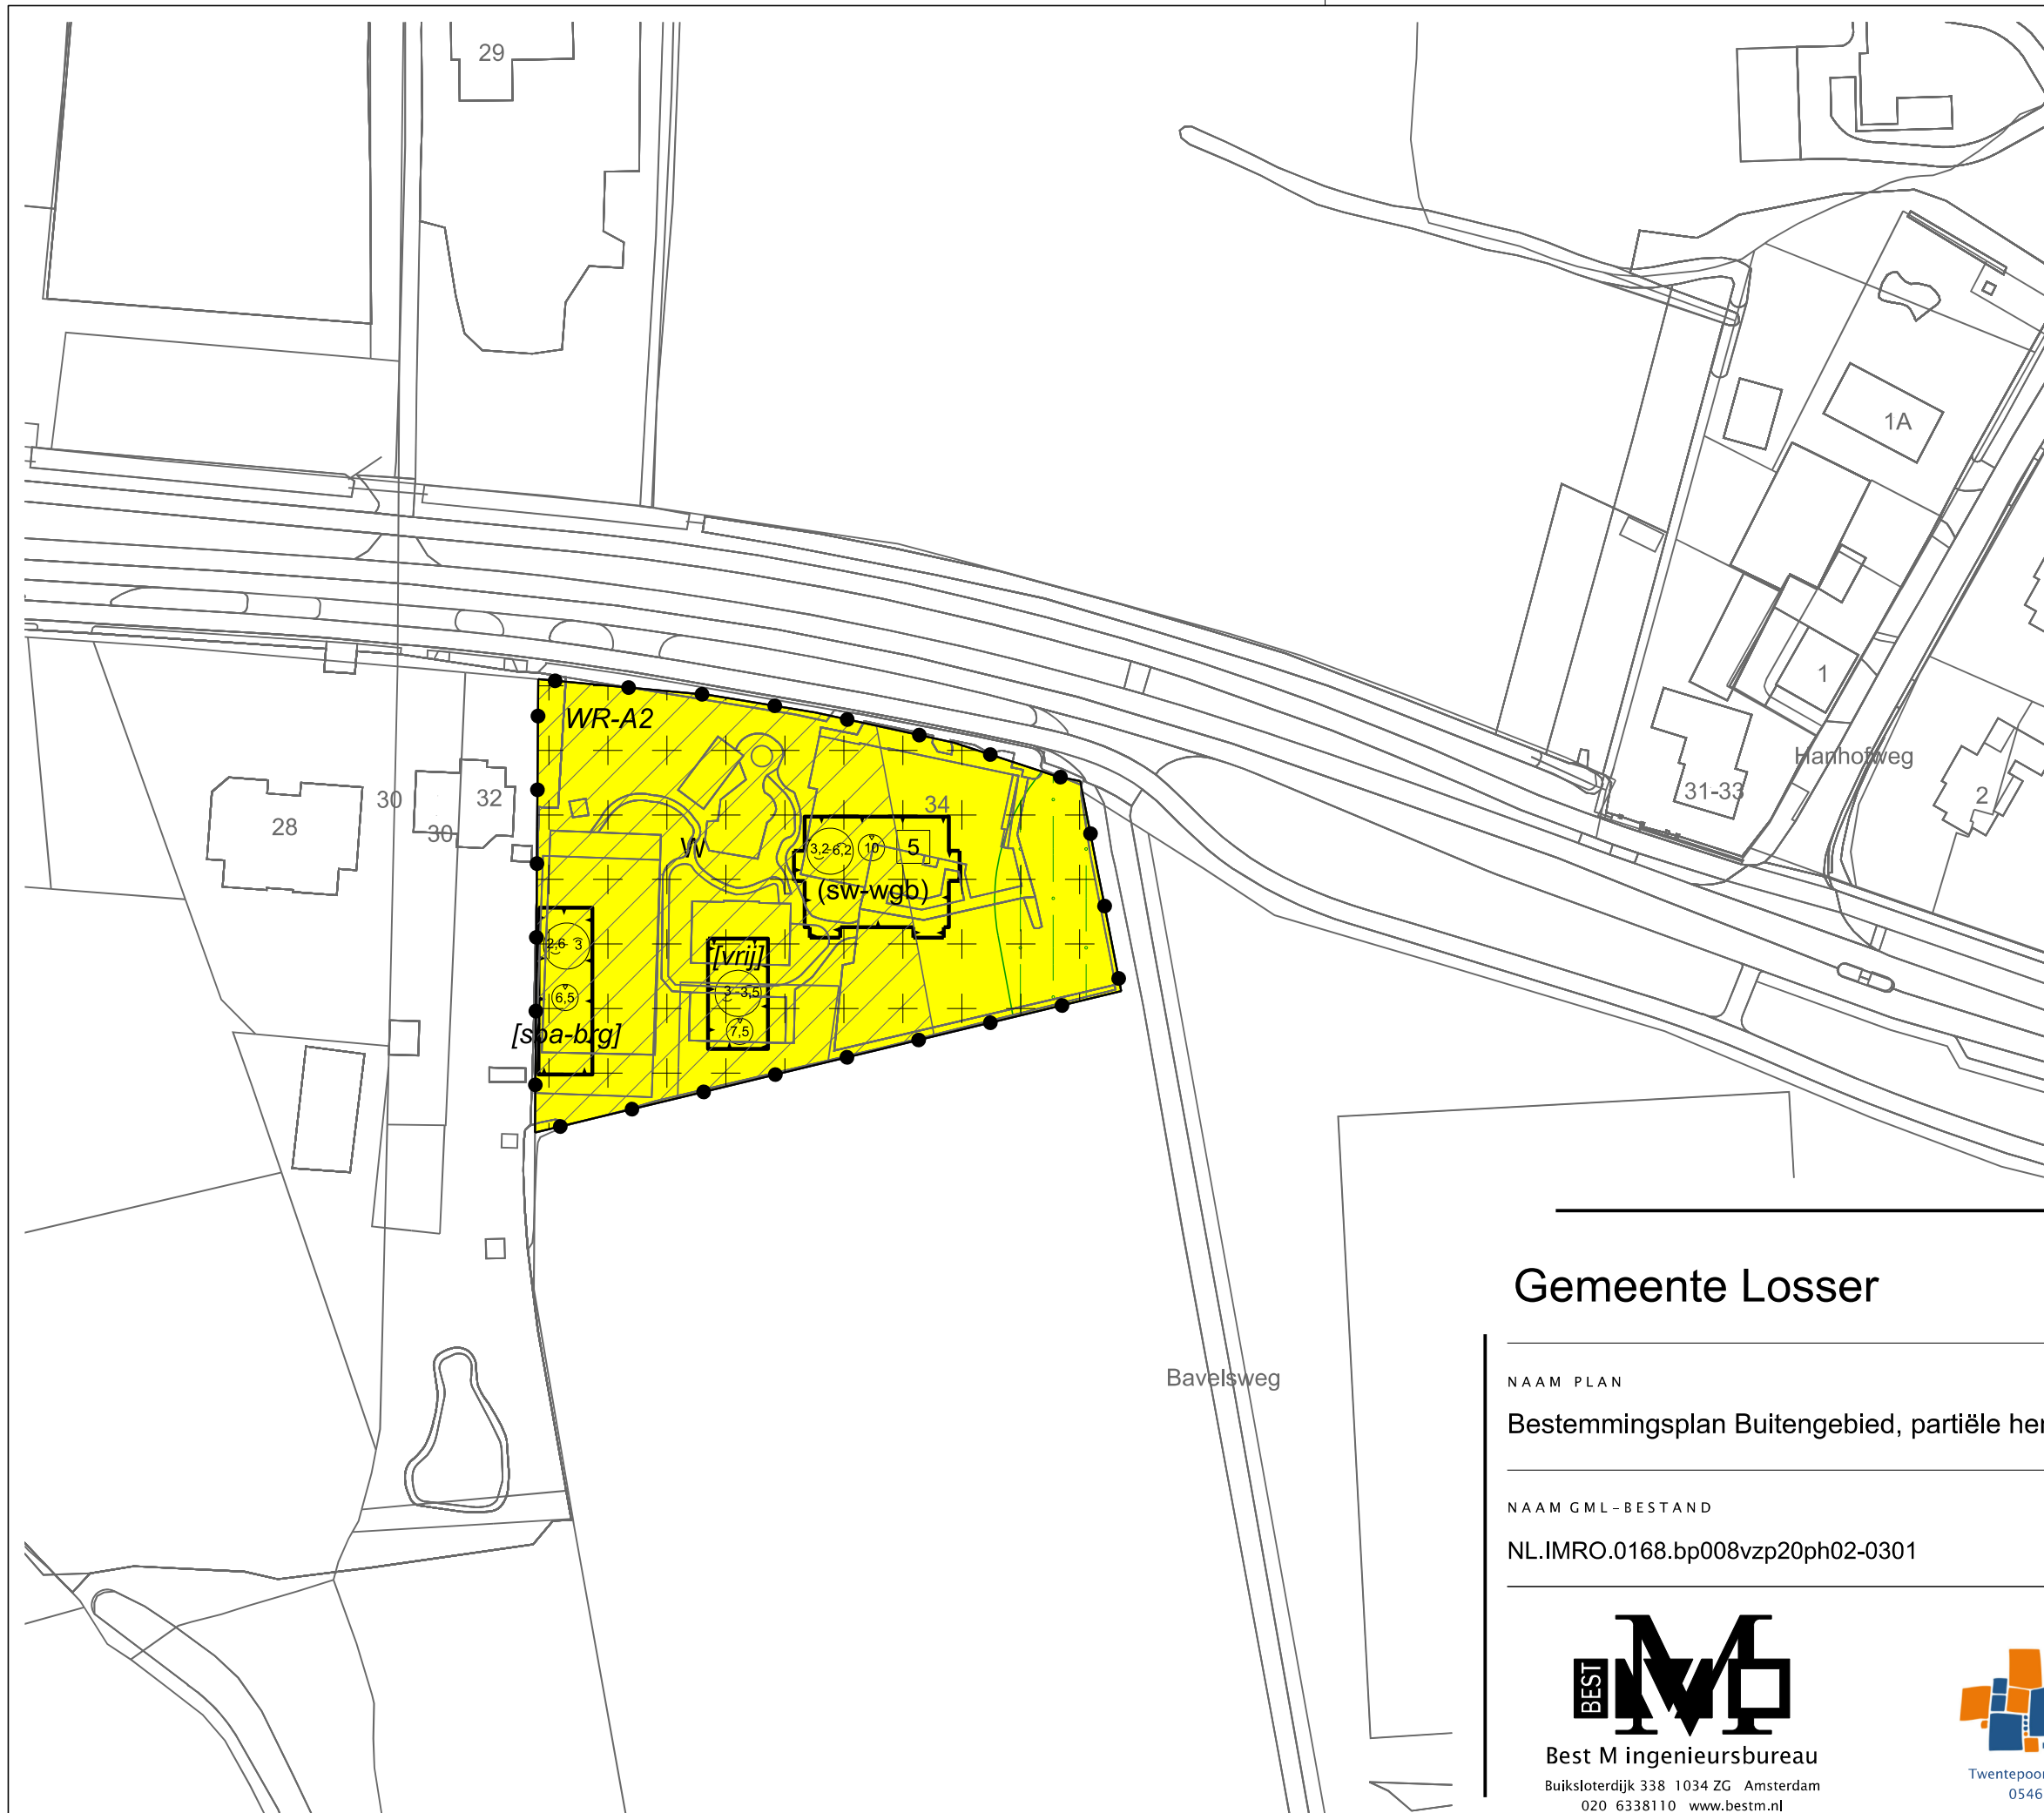 29
1A
1
Hanhofweg
31-33
2
WR-A2
30
32
28
30
34
W
3,2-6,2
10
5
(sw-wgb)
2,6- 3
[vrij]
3 -3,5
6,5
7,5
[spa-brg]
Bavelsweg
Gemeente Losser
NAAM PLAN
Bestemmingsplan Buitengebied, partiële
NAAM GML-BESTAND
NL.IMRO.0168.bp008vzp20ph02-0301
BEST
M
Best M ingenieursbureau
Buiksloterdijk 338 1034 ZG Amsterdam
020 6338110 www.bestm.nl
0546